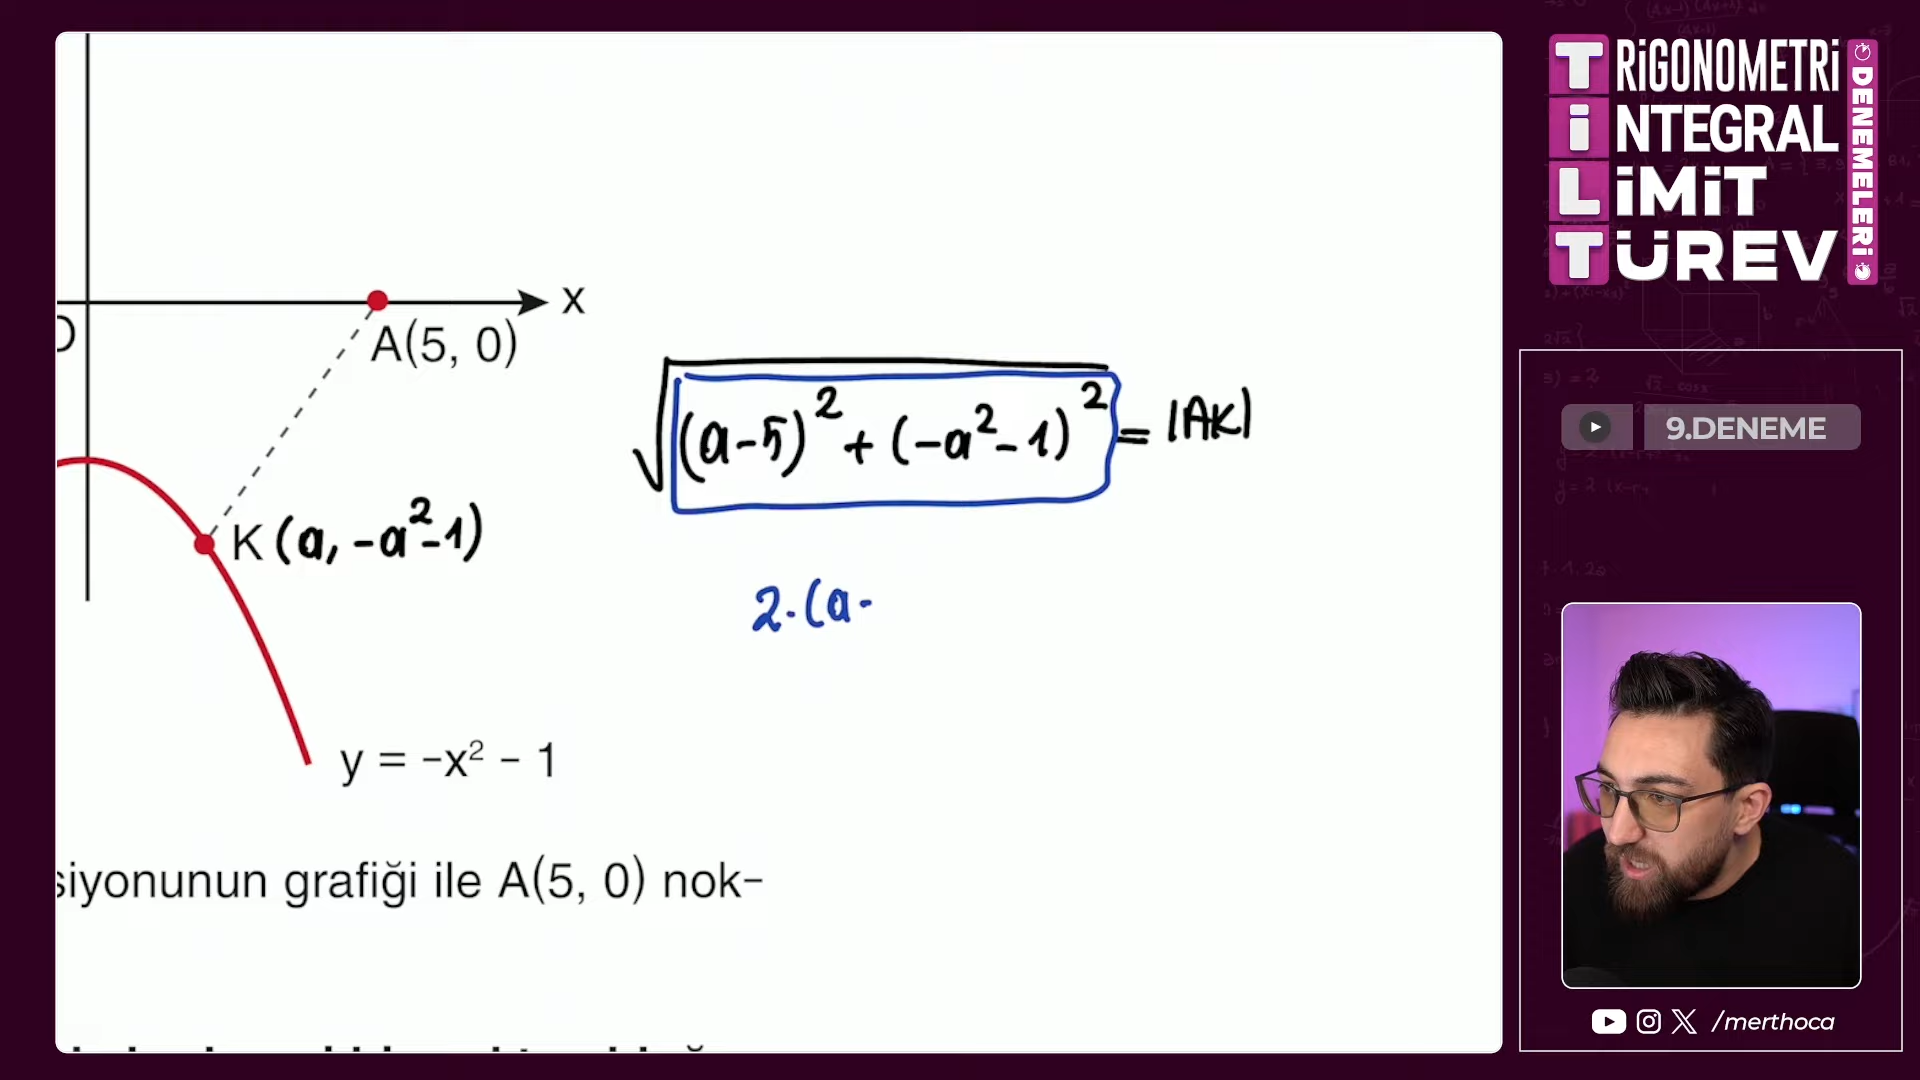 x
A(5, 0)
√(a-5)² + (-a²-1)² = |AK|
K (a, -a²-1)
2·(a-
y = −x² − 1
siyonunun grafiği ile A(5, 0) nok−
TRiGONOMETRi
iNTEGRAL
LiMiT
TÜREV
DENEMELERi
9.DENEME
/merthoca